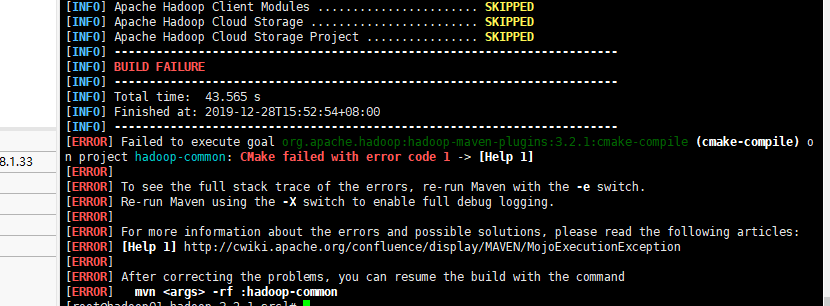 [INFO] Apache Hadoop Client Modules ........................ SKIPPED
[INFO] Apache Hadoop Cloud Storage ......................... SKIPPED
[INFO] Apache Hadoop Cloud Storage Project ................. SKIPPED
[INFO] ------------------------------------------------------------------------
[INFO] BUILD FAILURE
[INFO] ------------------------------------------------------------------------
[INFO] Total time:  43.565 s
[INFO] Finished at: 2019-12-28T15:52:54+08:00
[INFO] ------------------------------------------------------------------------
[ERROR] Failed to execute goal org.apache.hadoop:hadoop-maven-plugins:3.2.1:cmake-compile (cmake-compile) o
n project hadoop-common: CMake failed with error code 1 -> [Help 1]
8.1.33
[ERROR]
[ERROR] To see the full stack trace of the errors, re-run Maven with the -e switch.
[ERROR] Re-run Maven using the -X switch to enable full debug logging.
[ERROR]
[ERROR] For more information about the errors and possible solutions, please read the following articles:
[ERROR] [Help 1] http://cwiki.apache.org/confluence/display/MAVEN/MojoExecutionException
[ERROR]
[ERROR] After correcting the problems, you can resume the build with the command
[ERROR]   mvn <args> -rf :hadoop-common